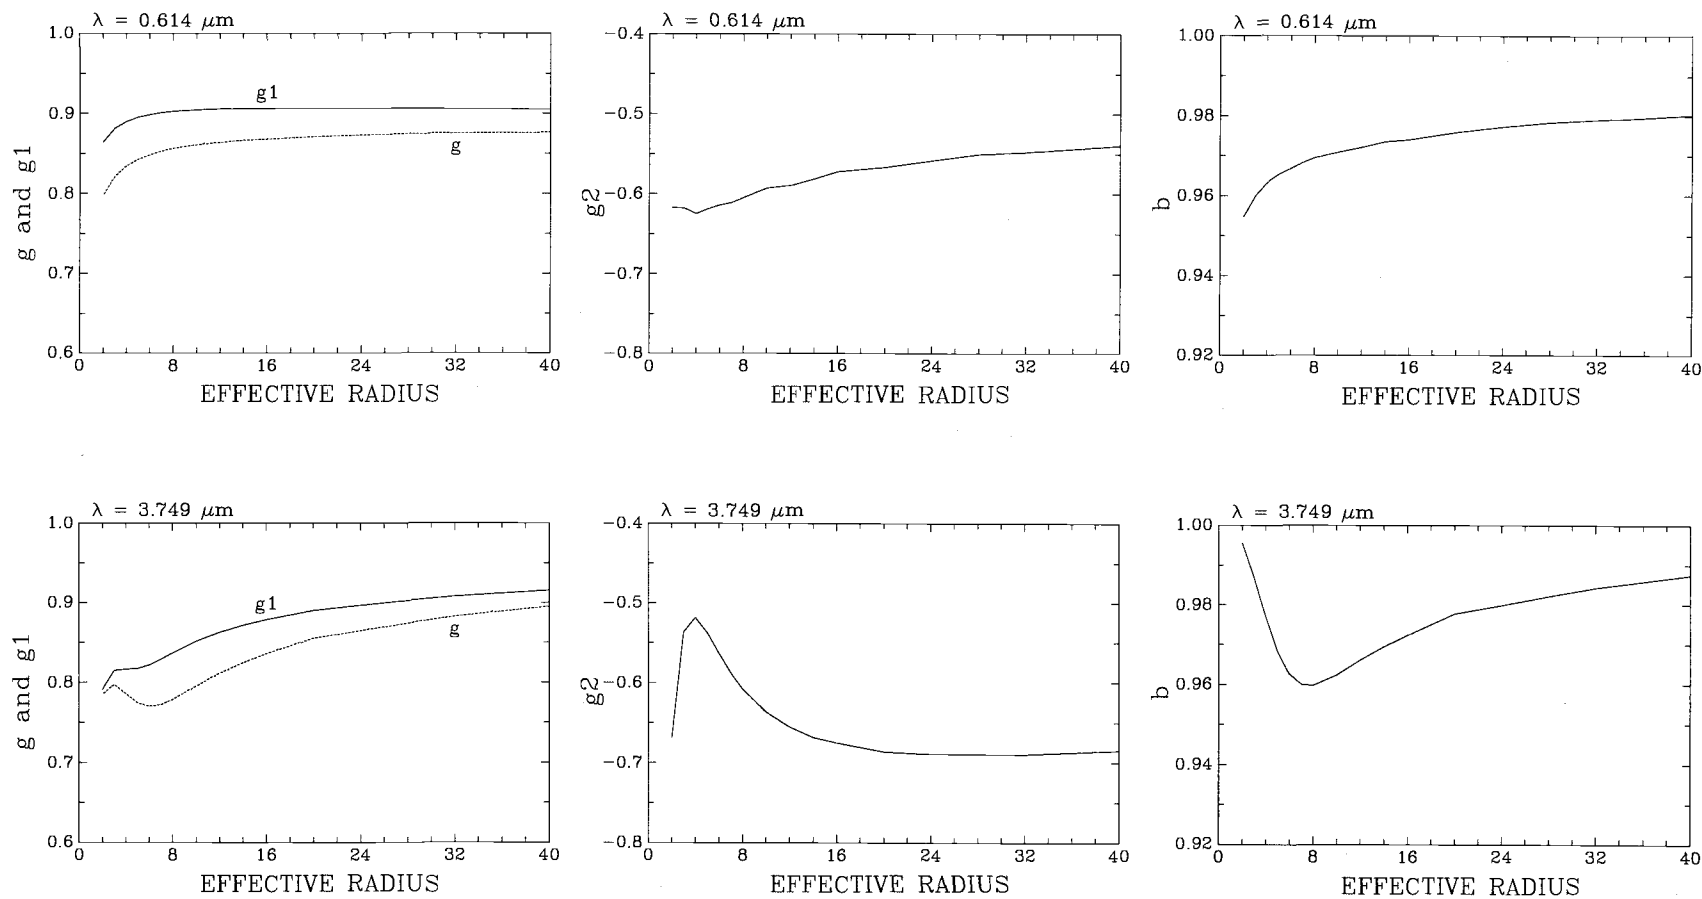 λ = 0.614 μm
1.0
0.9
0.8
0.7
0.6
g and g1
g1
g
0 8 16 24 32 40
EFFECTIVE RADIUS
λ = 0.614 μm
−0.4
−0.5
−0.6
−0.7
−0.8
g2
0 8 16 24 32 40
EFFECTIVE RADIUS
λ = 0.614 μm
1.00
0.98
0.96
0.94
0.92
b
0 8 16 24 32 40
EFFECTIVE RADIUS
λ = 3.749 μm
1.0
0.9
0.8
0.7
0.6
g and g1
g1
g
0 8 16 24 32 40
EFFECTIVE RADIUS
λ = 3.749 μm
−0.4
−0.5
−0.6
−0.7
−0.8
g2
0 8 16 24 32 40
EFFECTIVE RADIUS
λ = 3.749 μm
1.00
0.98
0.96
0.94
0.92
b
0 8 16 24 32 40
EFFECTIVE RADIUS